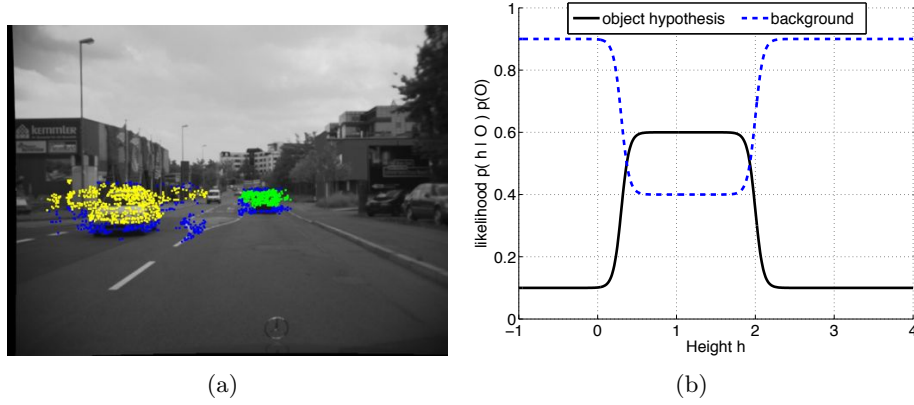 kemmler
(a)
object hypothesis background
likelihood p( h I O ) p(O)
1
0.8
0.6
0.4
0.2
0
−1 0 1 2 3 4
Height h
(b)